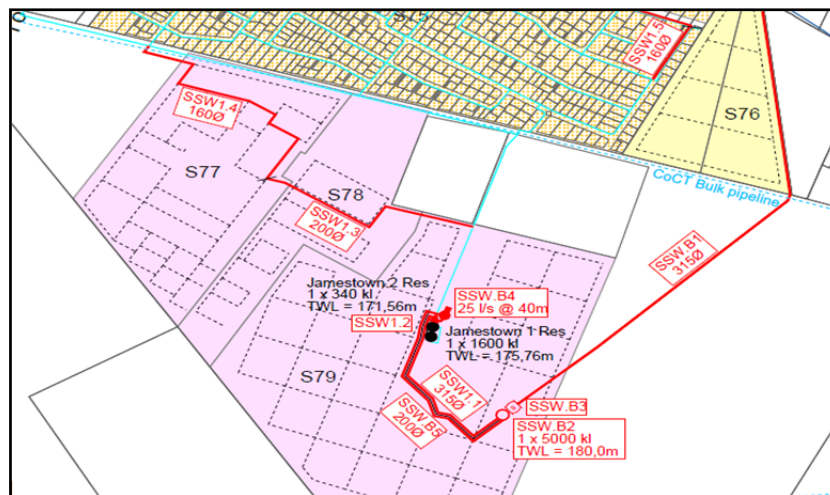 S75
SSW1.5
160Ø
S76
SSW1.4
160Ø
S77
CoCT Bulk pipeline
S78
SSW1.3
200Ø
SSW.B1
315Ø
Jamestown 2 Res
1 x 340 kl
TWL = 171,56m
SSW.B4
25 l/s @ 40m
SSW1.2
Jamestown 1 Res
1 x 1600 kl
TWL = 175,76m
S79
SSW1.1
315Ø
SSW.B5
200Ø
SSW.B3
SSW.B2
1 x 5000 kl
TWL = 180,0m